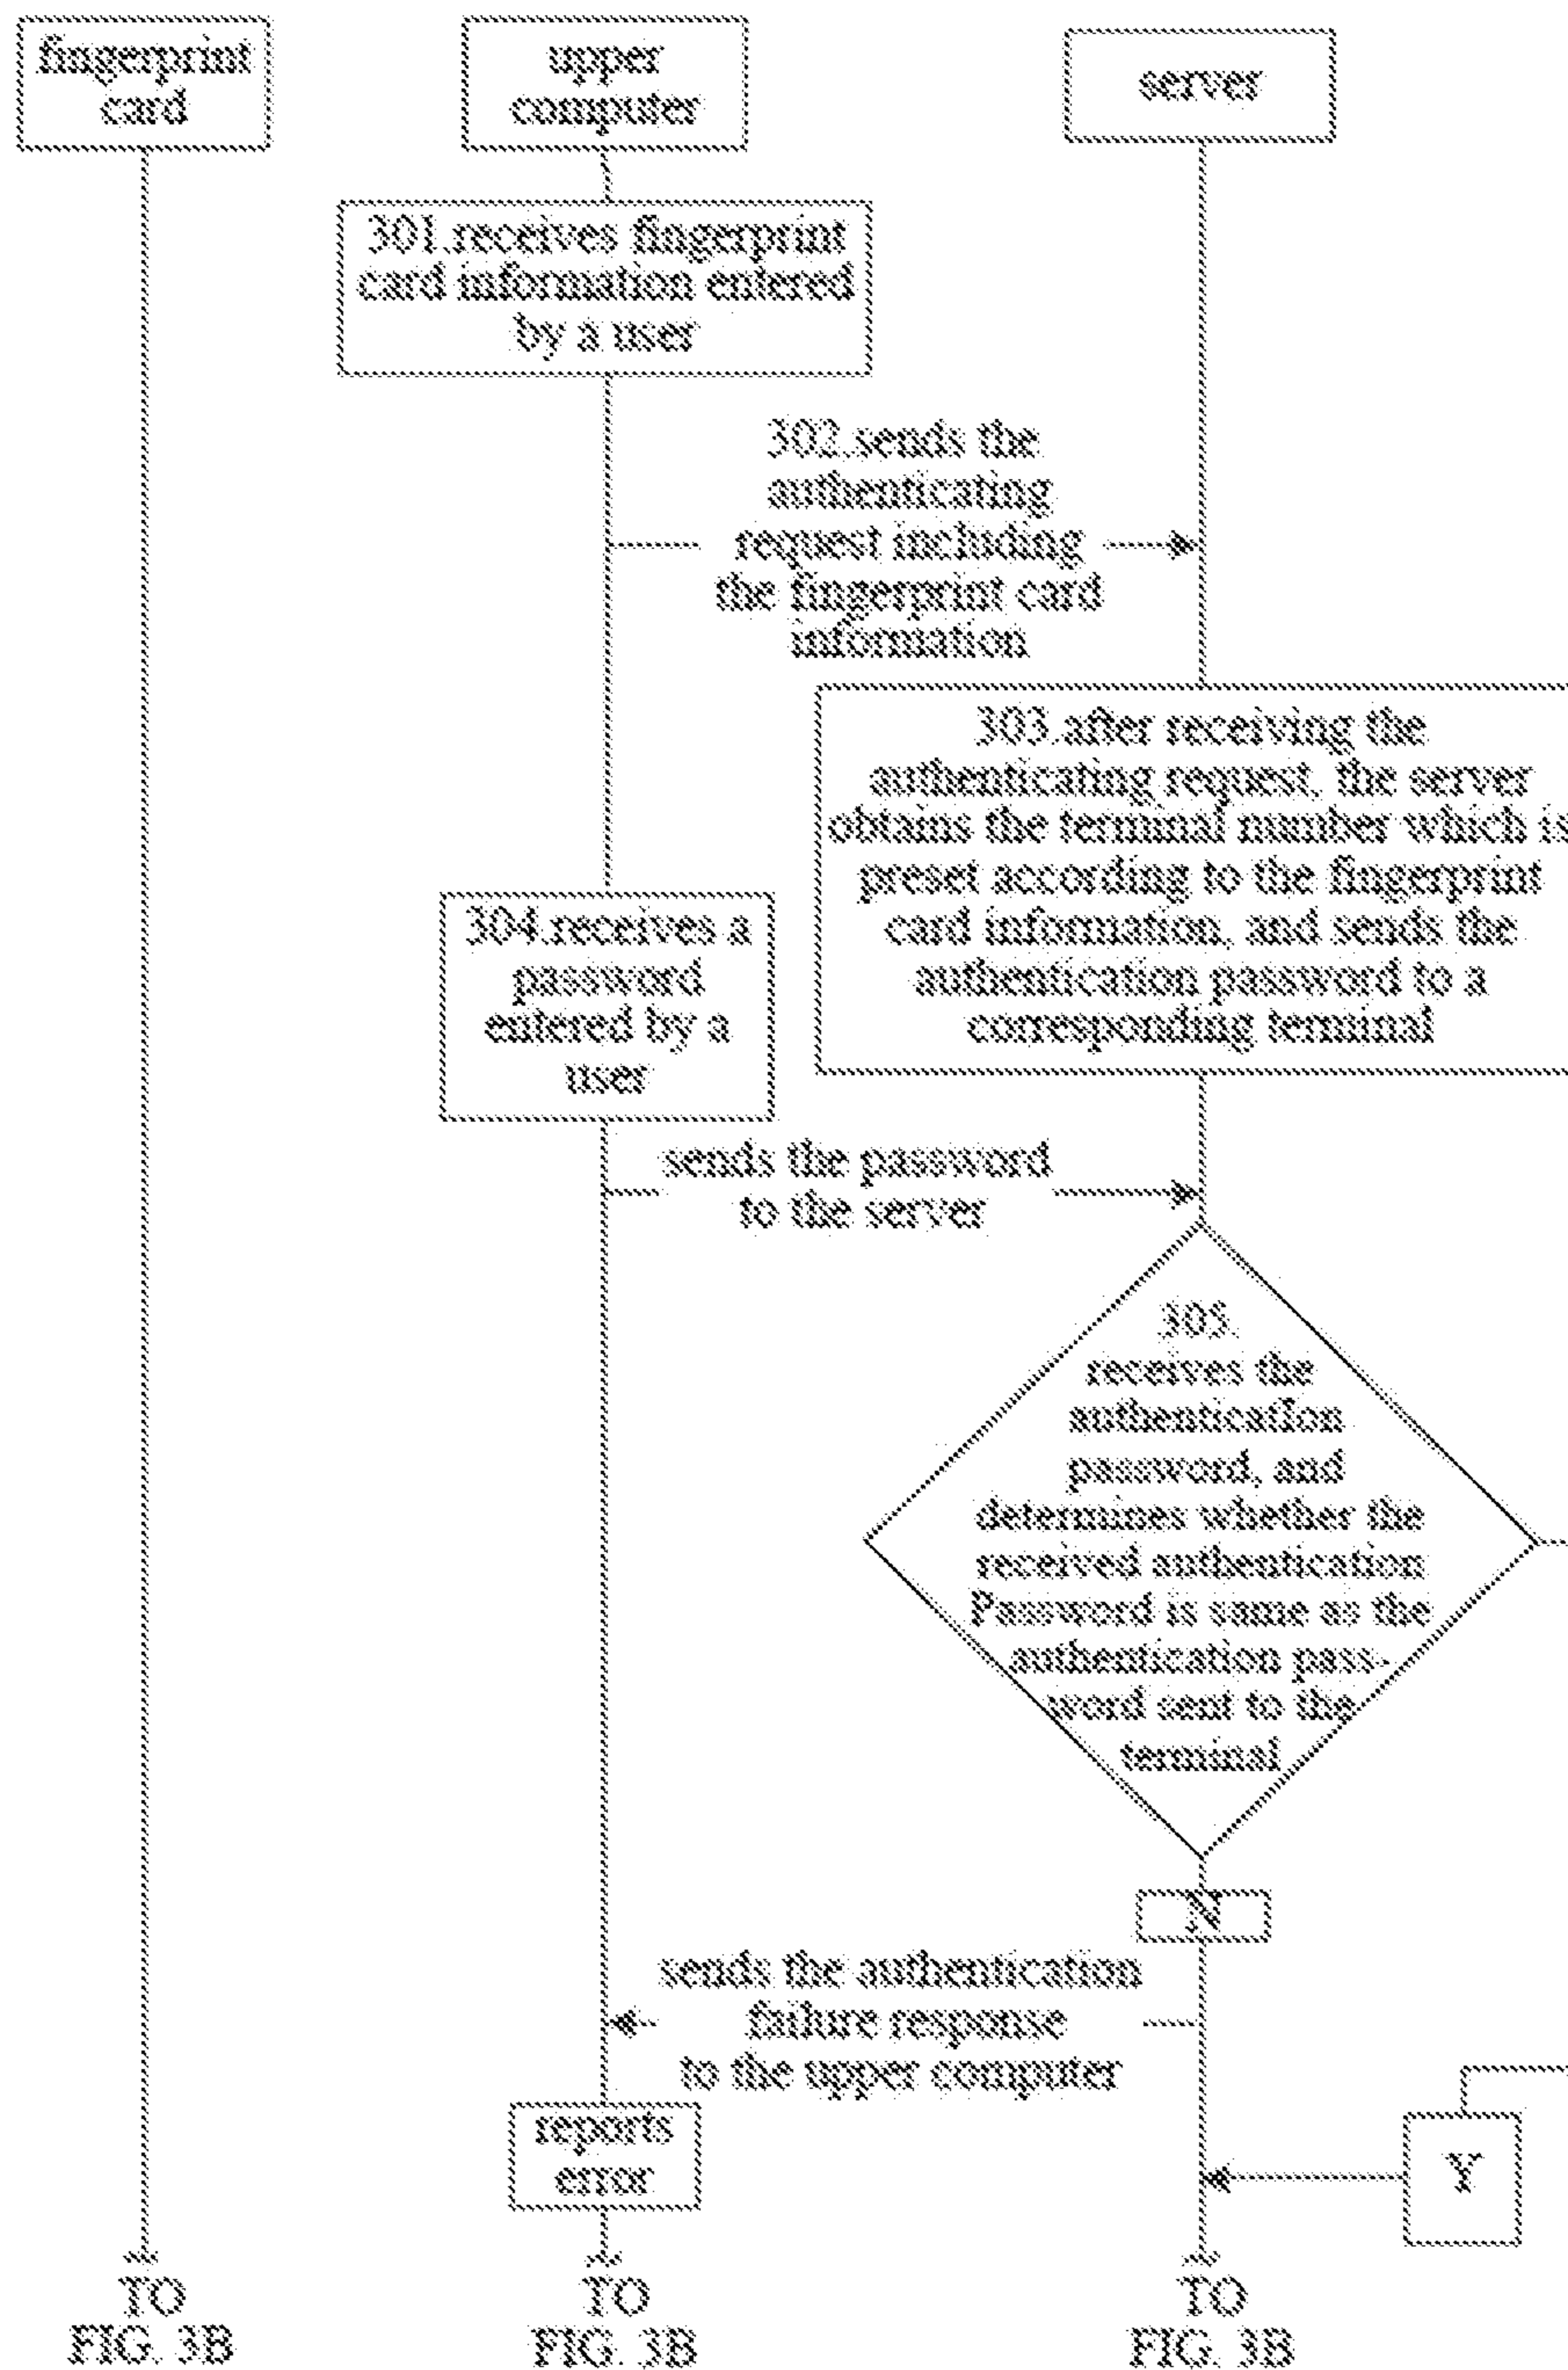 fingerprint
card
upper
computer
server
301.receives fingerprint
card information entered
by a user
302.sends the
authenticating
request including
the fingerprint card
information
303.after receiving the
authenticating request, the server
obtains the terminal number which is
preset according to the fingerprint
card information, and sends the
authentication password to a
corresponding terminal
304.receives a
password
entered by a
user
sends the password
to the server
305.
receives the
authentication
password, and
determines whether the
received authentication
Password is same as the
authentication pass-
word sent to the
terminal
N
sends the authentication
failure response
to the upper computer
reports
error
Y
TO
FIG. 3B
TO
FIG. 3B
TO
FIG. 3B